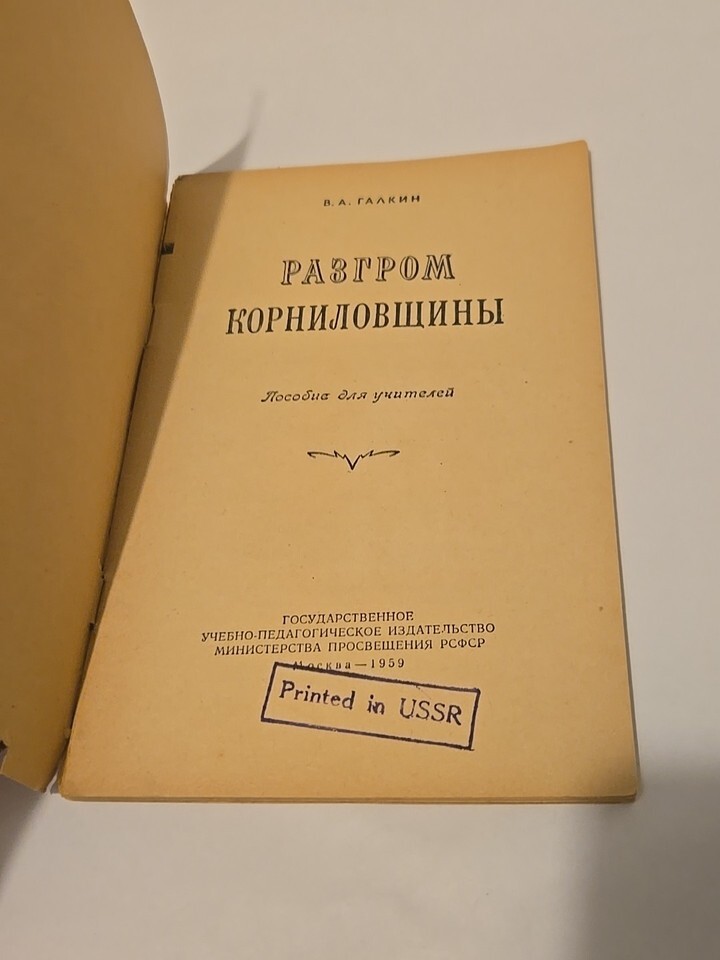 В. А. ГАЛКИН
РАЗГРОМ
КОРНИЛОВЩИНЫ
Пособие для учителей
ГОСУДАРСТВЕННОЕ
УЧЕБНО-ПЕДАГОГИЧЕСКОЕ ИЗДАТЕЛЬСТВО
МИНИСТЕРСТВА ПРОСВЕЩЕНИЯ РСФСР
Москва — 1959
Printed in USSR